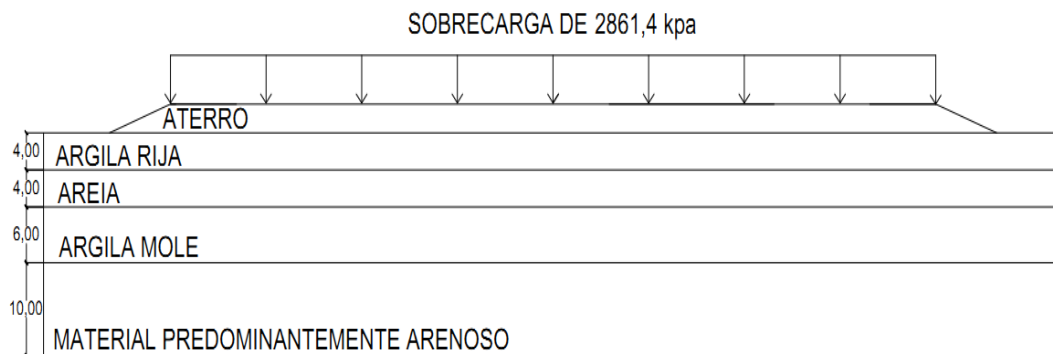 SOBRECARGA DE 2861,4 kpa
ATERRO
4,00 ARGILA RIJA
4,00 AREIA
6,00 ARGILA MOLE
10,00
MATERIAL PREDOMINANTEMENTE ARENOSO